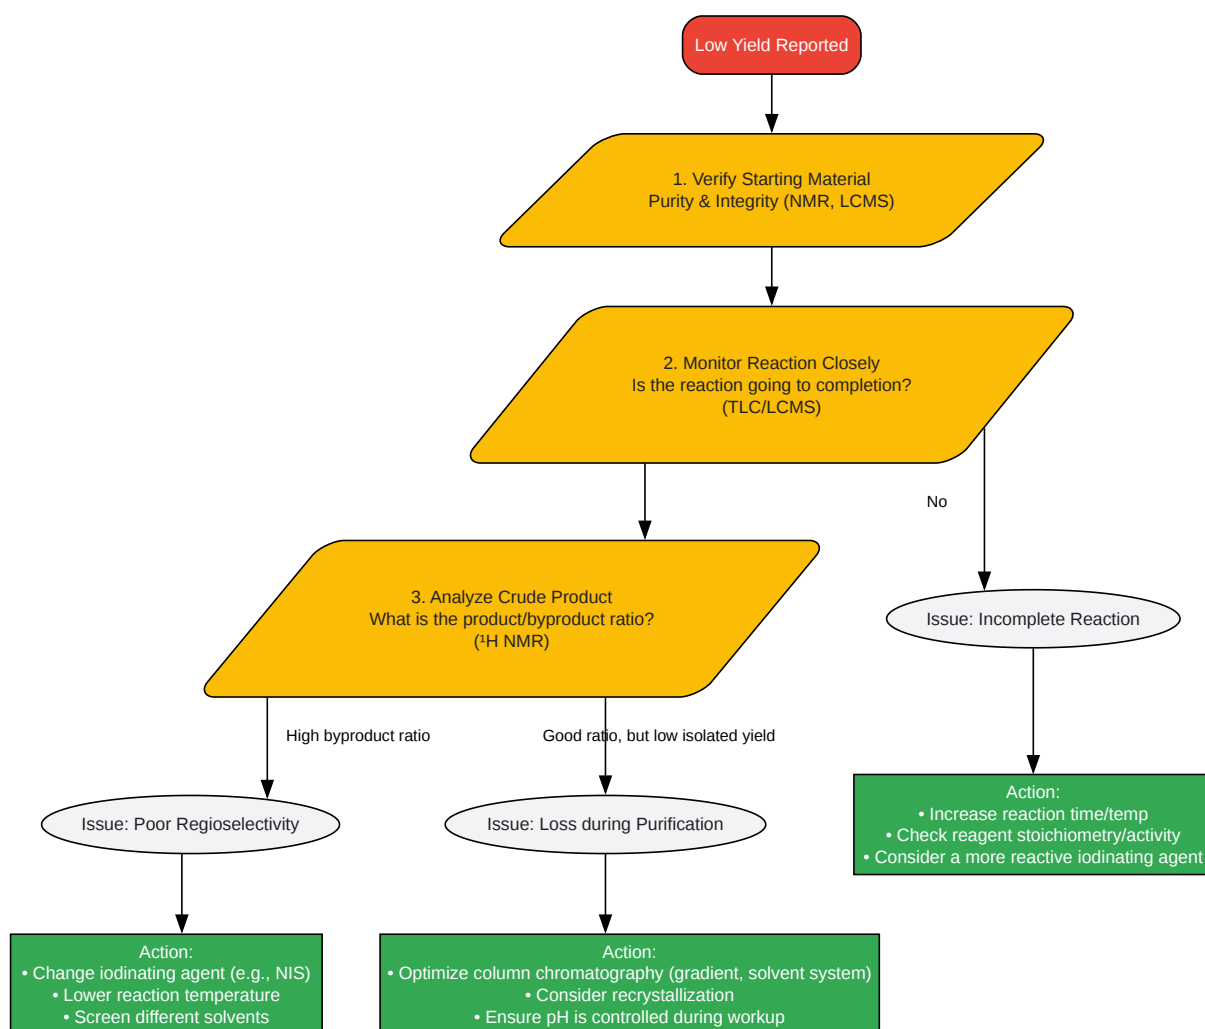 Low Yield Reported
1. Verify Starting Material
Purity & Integrity (NMR, LCMS)
2. Monitor Reaction Closely
Is the reaction going to completion?
(TLC/LCMS)
No
3. Analyze Crude Product
What is the product/byproduct ratio?
(¹H NMR)
Issue: Incomplete Reaction
High byproduct ratio
Good ratio, but low isolated yield
Action:
• Increase reaction time/temp
• Check reagent stoichiometry/activity
• Consider a more reactive iodinating agent
Issue: Poor Regioselectivity
Issue: Loss during Purification
Action:
• Change iodinating agent (e.g., NIS)
• Lower reaction temperature
• Screen different solvents
Action:
• Optimize column chromatography (gradient, solvent system)
• Consider recrystallization
• Ensure pH is controlled during workup